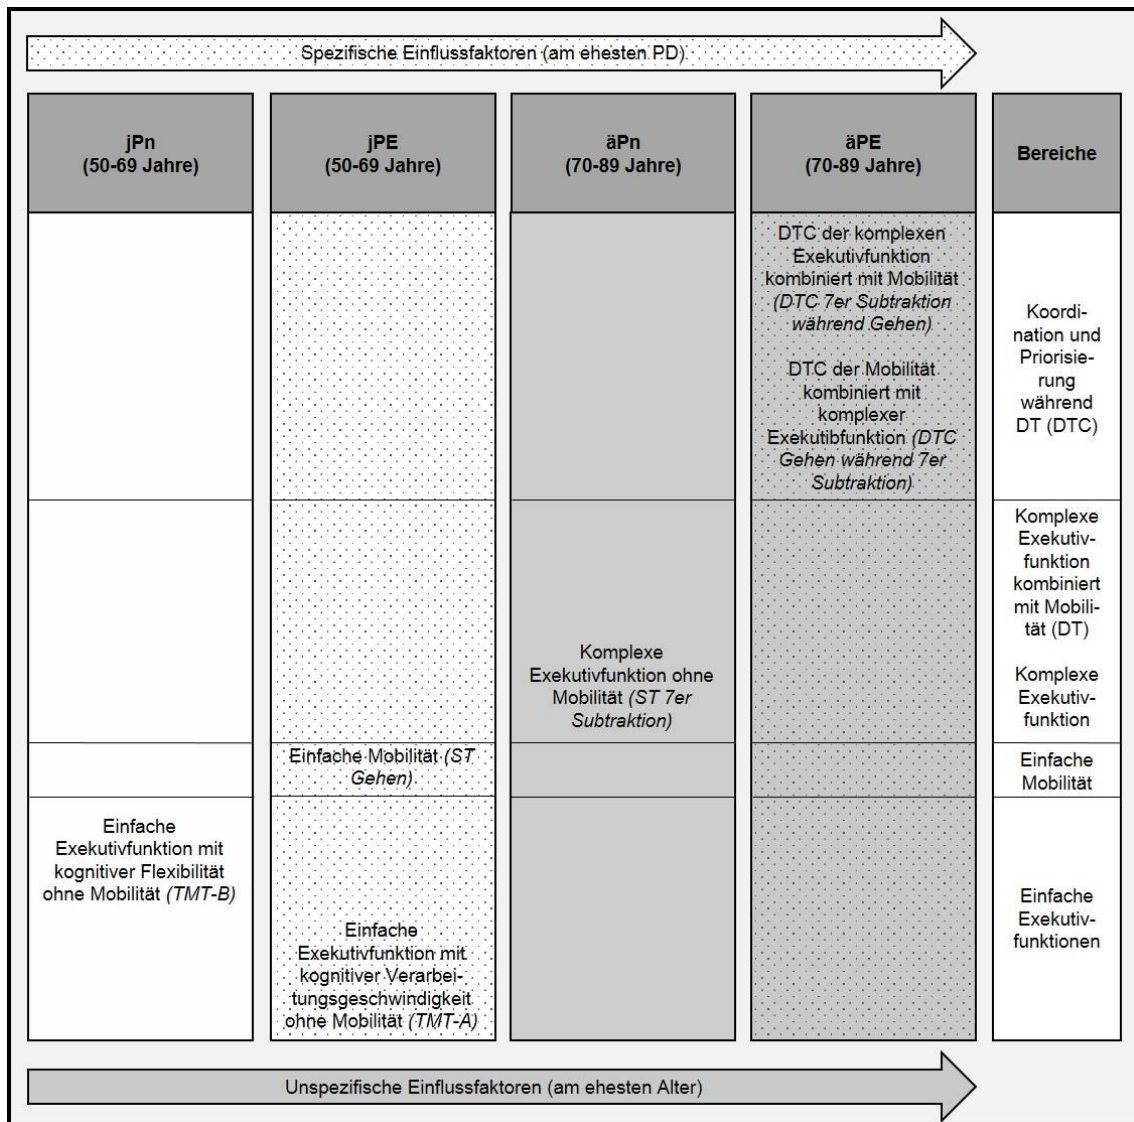 Spezifische Einflussfaktoren (am ehesten PD)
jPn
(50-69 Jahre)
jPE
(50-69 Jahre)
äPn
(70-89 Jahre)
äPE
(70-89 Jahre)
Bereiche
DTC der komplexen
Exekutivfunktion
kombiniert mit Mobilität
(DTC 7er Subtraktion
während Gehen)
DTC der Mobilität
kombiniert mit
komplexer
Exekutibfunktion (DTC
Gehen während 7er
Subtraktion)
Koordi-
nation und
Priorisie-
rung
während
DT (DTC)
Komplexe
Exekutivfunktion ohne
Mobilität (ST 7er
Subtraktion)
Komplexe
Exekutiv-
funktion
kombiniert
mit Mobili-
tät (DT)
Komplexe
Exekutiv-
funktion
Einfache Mobilität (ST
Gehen)
Einfache
Mobilität
Einfache
Exekutivfunktion mit
kognitiver Flexibilität
ohne Mobilität (TMT-B)
Einfache
Exekutivfunktion mit
kognitiver Verarbei-
tungsgeschwindigkeit
ohne Mobilität (TMT-A)
Einfache
Exekutiv-
funktionen
Unspezifische Einflussfaktoren (am ehesten Alter)